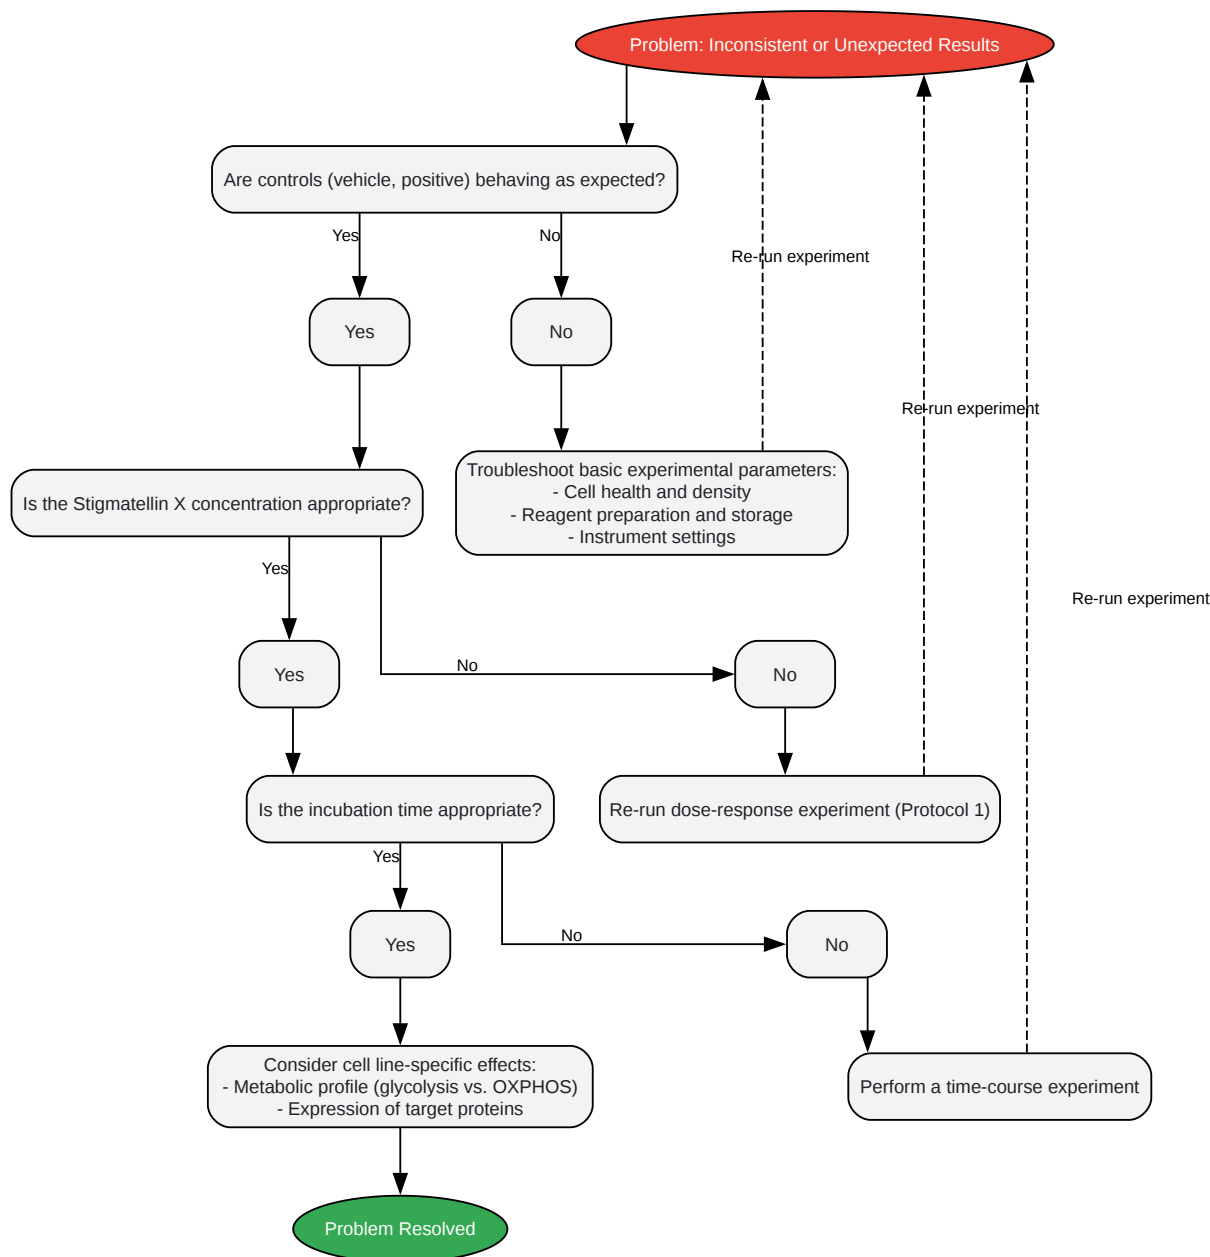 Problem: Inconsistent or Unexpected Results
Are controls (vehicle, positive) behaving as expected?
Yes
No
Re-run experiment
Yes
No
Re-run experiment
Troubleshoot basic experimental parameters:
- Cell health and density
- Reagent preparation and storage
- Instrument settings
Is the Stigmatellin X concentration appropriate?
Yes
Re-run experiment
No
Yes
No
Is the incubation time appropriate?
Re-run dose-response experiment (Protocol 1)
Yes
No
Yes
No
Consider cell line-specific effects:
- Metabolic profile (glycolysis vs. OXPHOS)
- Expression of target proteins
Perform a time-course experiment
Problem Resolved